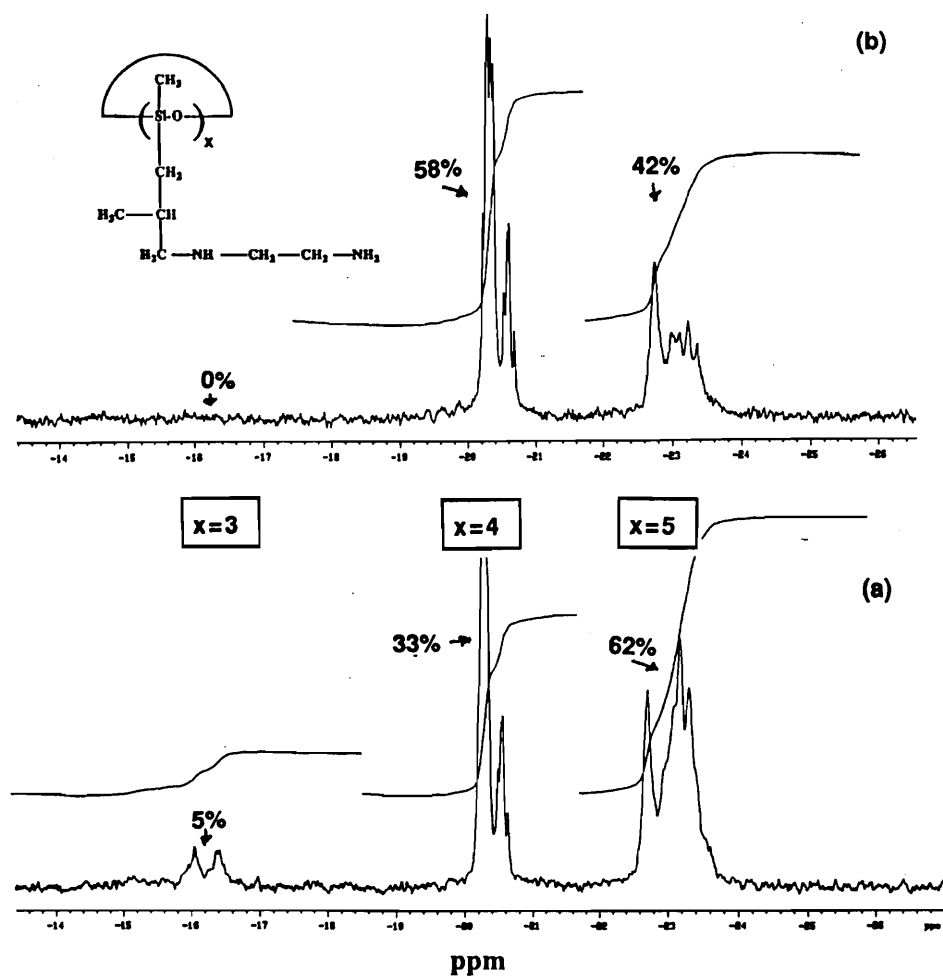 (b)
CH₃
( Si-O- )x
CH₂
H₃C—CH
H₂C—NH—CH₂—CH₂—NH₂
58%
42%
0%
-14 -15 -16 -17 -18 -19 -20 -21 -22 -23 -24 -25 -26
x=3
x=4
x=5
(a)
33%
62%
5%
-14 -15 -16 -17 -18 -19 -20 -21 -22 -23 -24 -25 -26 ppm
ppm